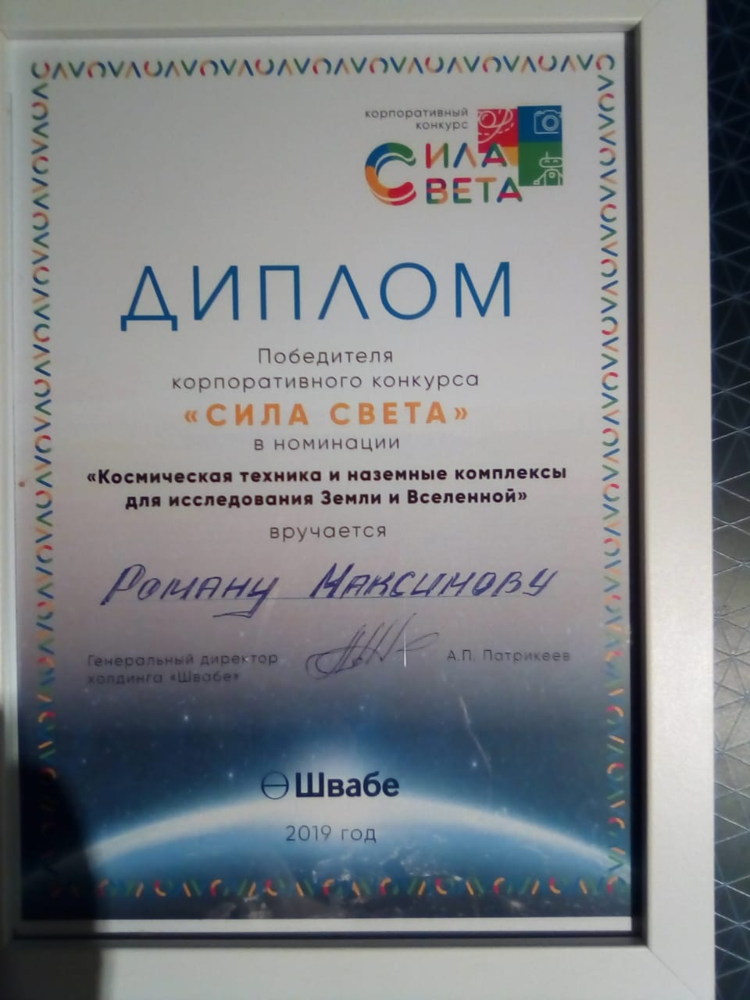 корпоративный
конкурс
СИЛА
СВЕТА
ДИПЛОМ
Победителя
корпоративного конкурса
«СИЛА СВЕТА»
в номинации
«Космическая техника и наземные комплексы
для исследования Земли и Вселенной»
вручается
Роману Максимову
Генеральный директор
холдинга «Швабе»
А.П. Патрикеев
Швабе
2019 год